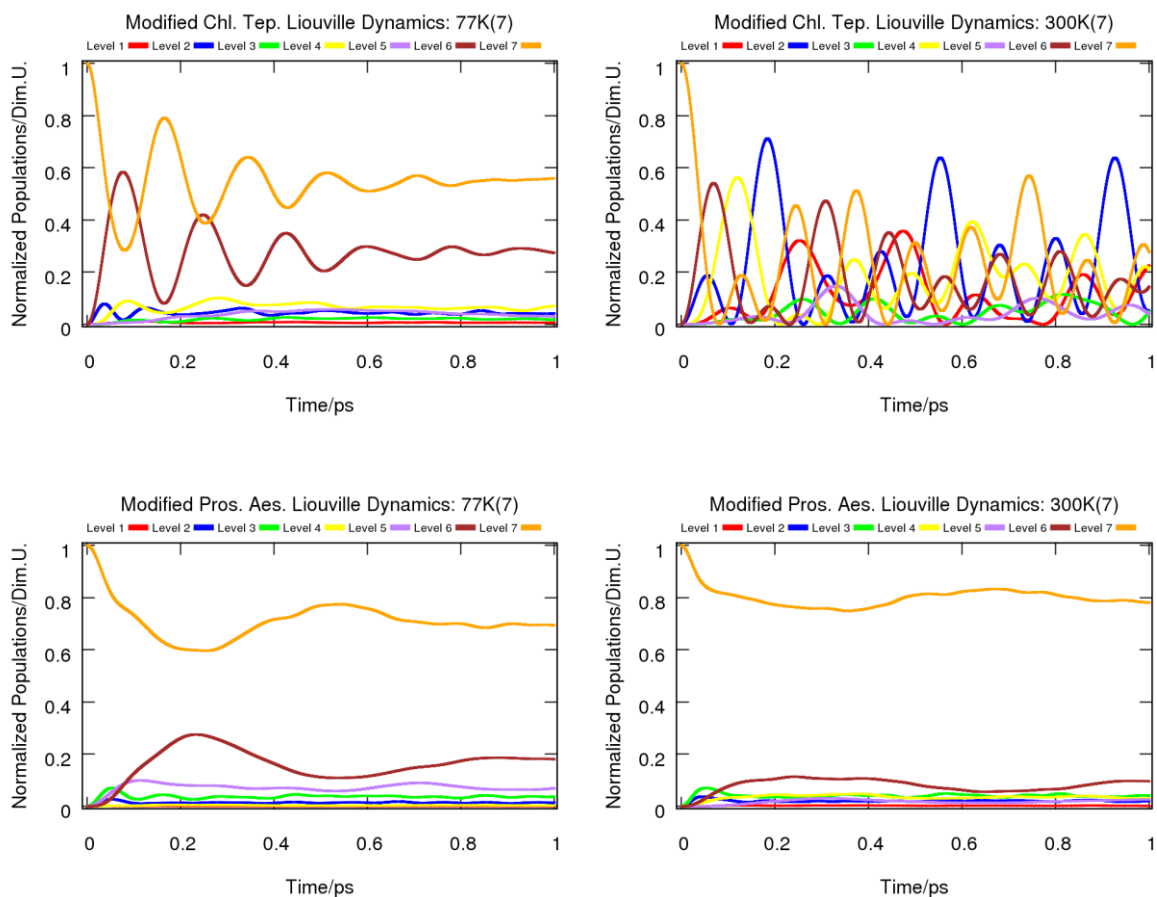 Modified Chl. Tep. Liouville Dynamics: 77K(7)
Level 1 Level 2 Level 3 Level 4 Level 5 Level 6 Level 7
Normalized Populations/Dim.U.
1
0.8
0.6
0.4
0.2
0
0 0.2 0.4 0.6 0.8 1
Time/ps
Modified Chl. Tep. Liouville Dynamics: 300K(7)
Level 1 Level 2 Level 3 Level 4 Level 5 Level 6 Level 7
Normalized Populations/Dim.U.
1
0.8
0.6
0.4
0.2
0
0 0.2 0.4 0.6 0.8 1
Time/ps
Modified Pros. Aes. Liouville Dynamics: 77K(7)
Level 1 Level 2 Level 3 Level 4 Level 5 Level 6 Level 7
Normalized Populations/Dim.U.
1
0.8
0.6
0.4
0.2
0
0 0.2 0.4 0.6 0.8 1
Time/ps
Modified Pros. Aes. Liouville Dynamics: 300K(7)
Level 1 Level 2 Level 3 Level 4 Level 5 Level 6 Level 7
Normalized Populations/Dim.U.
1
0.8
0.6
0.4
0.2
0
0 0.2 0.4 0.6 0.8 1
Time/ps